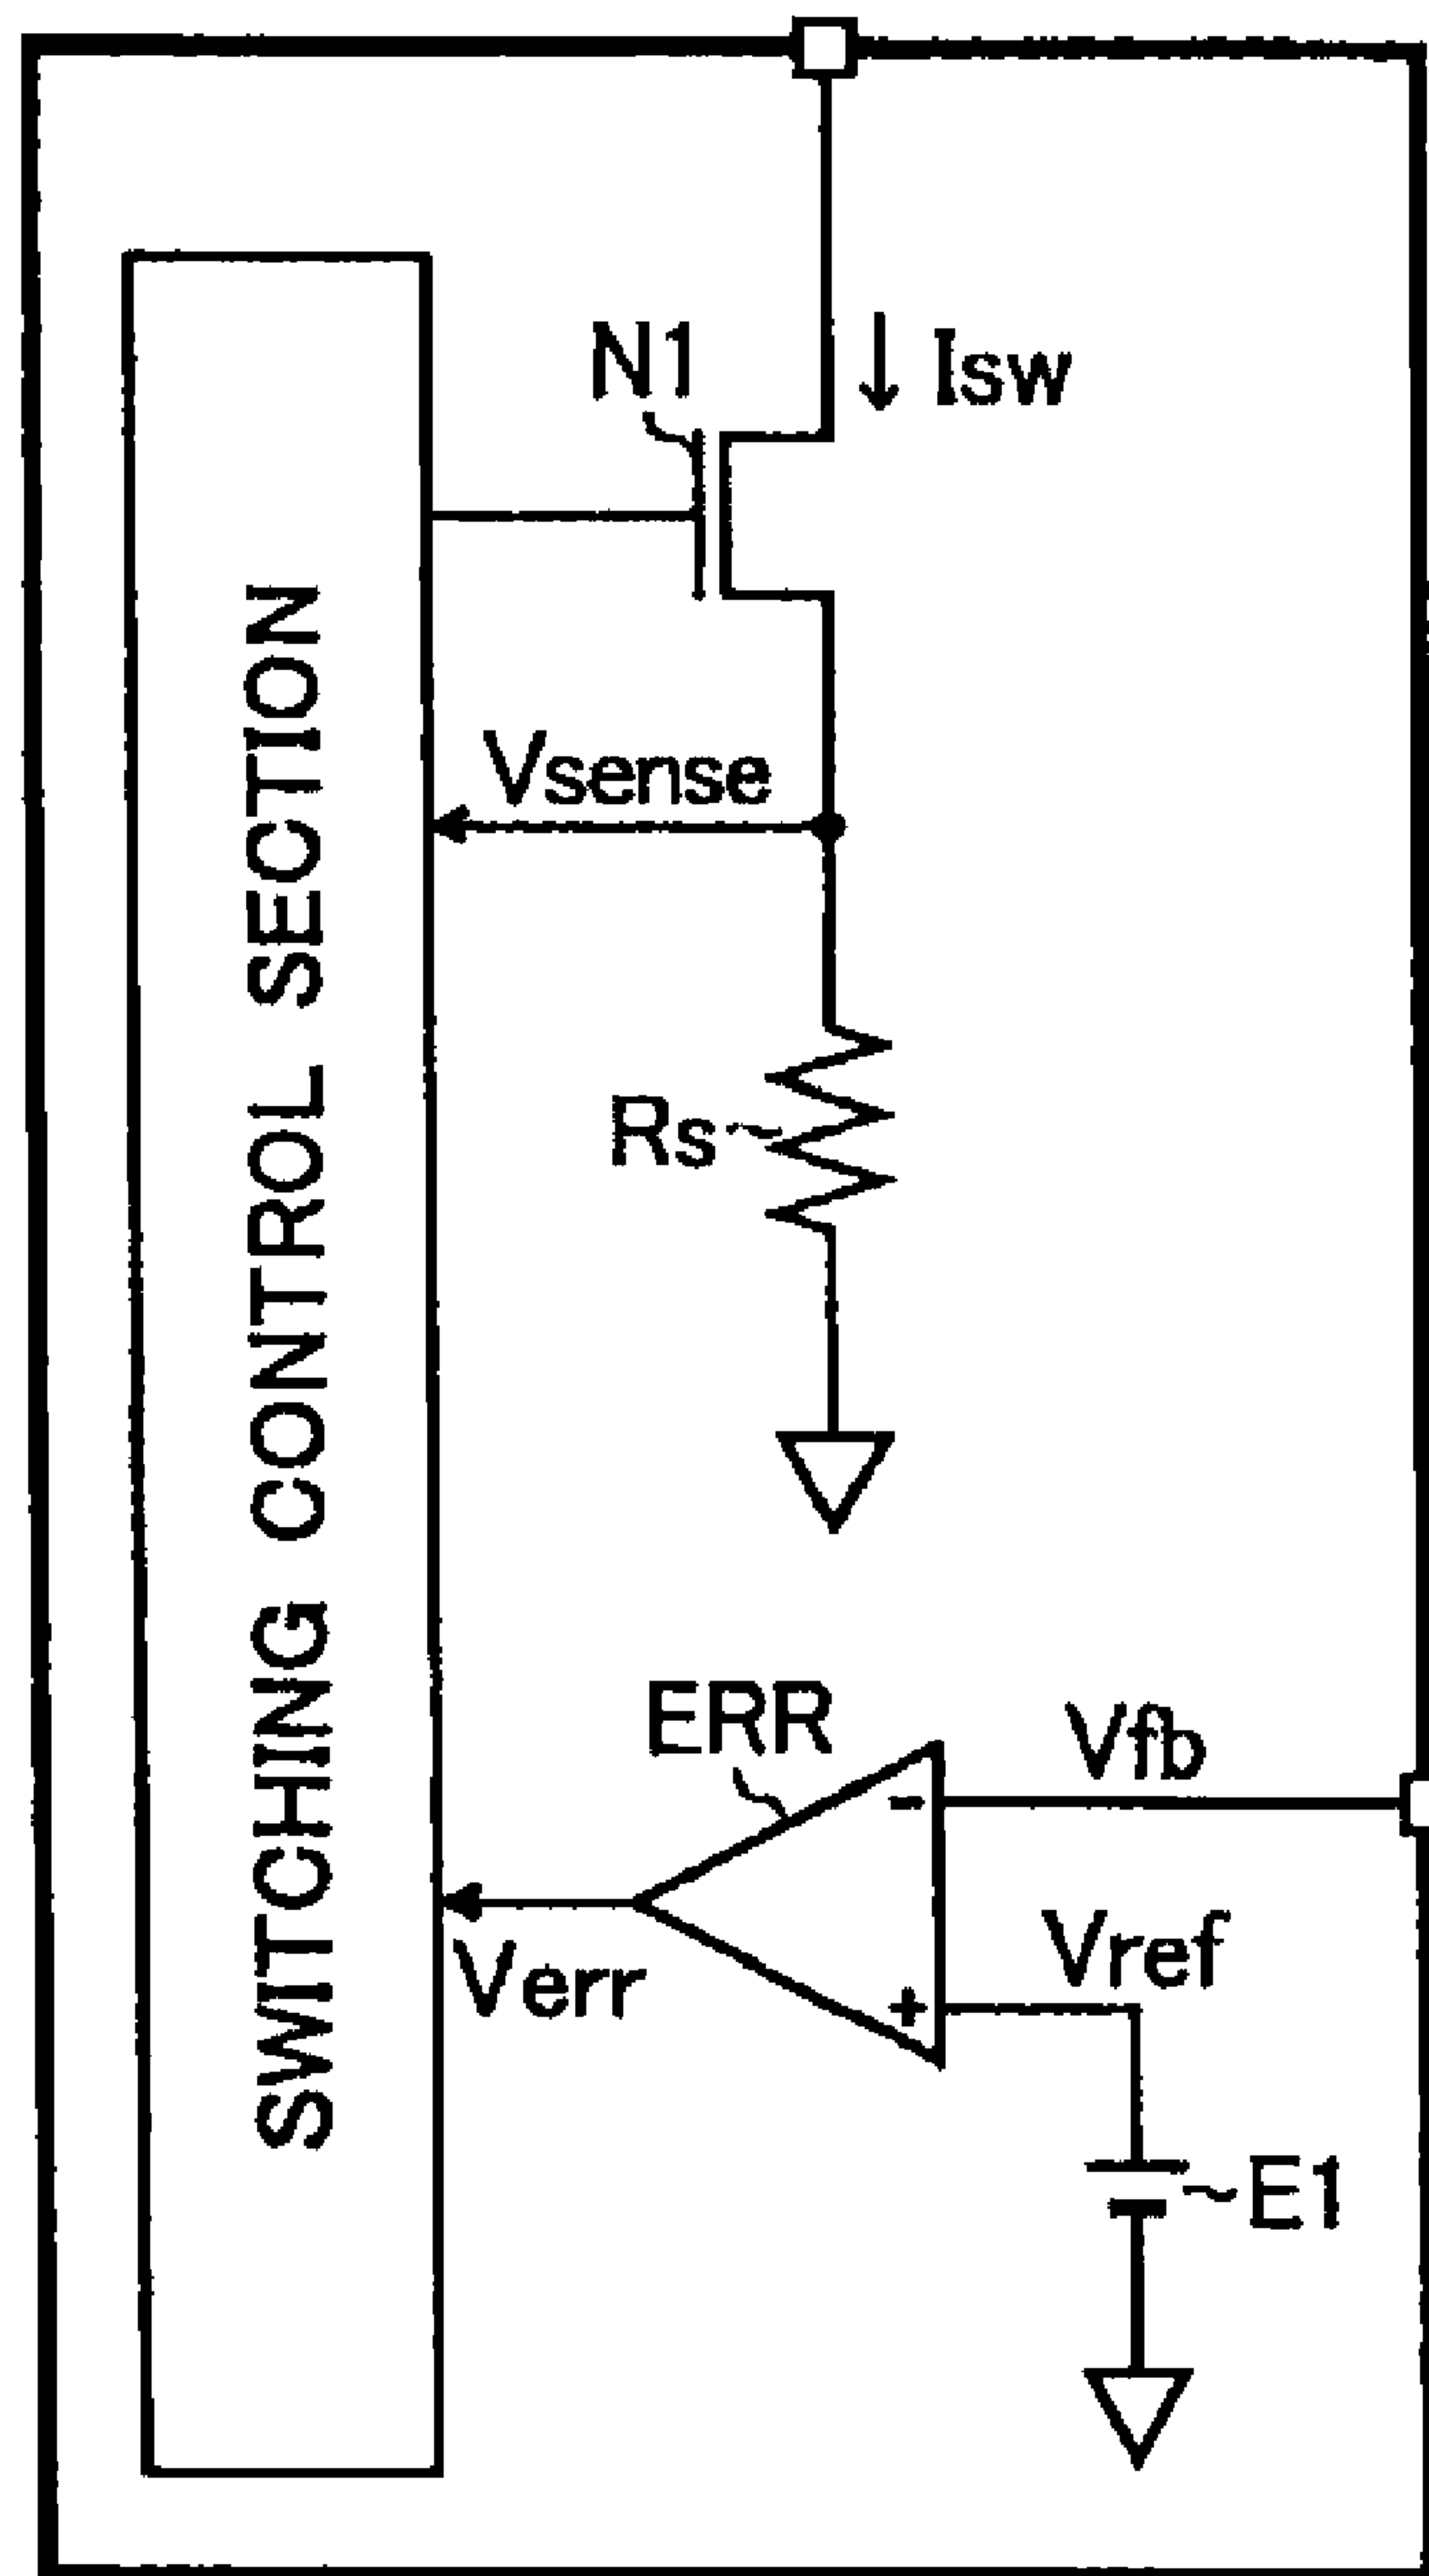 N1
Isw
SWITCHING CONTROL SECTION
Vsense
Rs
ERR
Vfb
-
Verr
Vref
+
E1